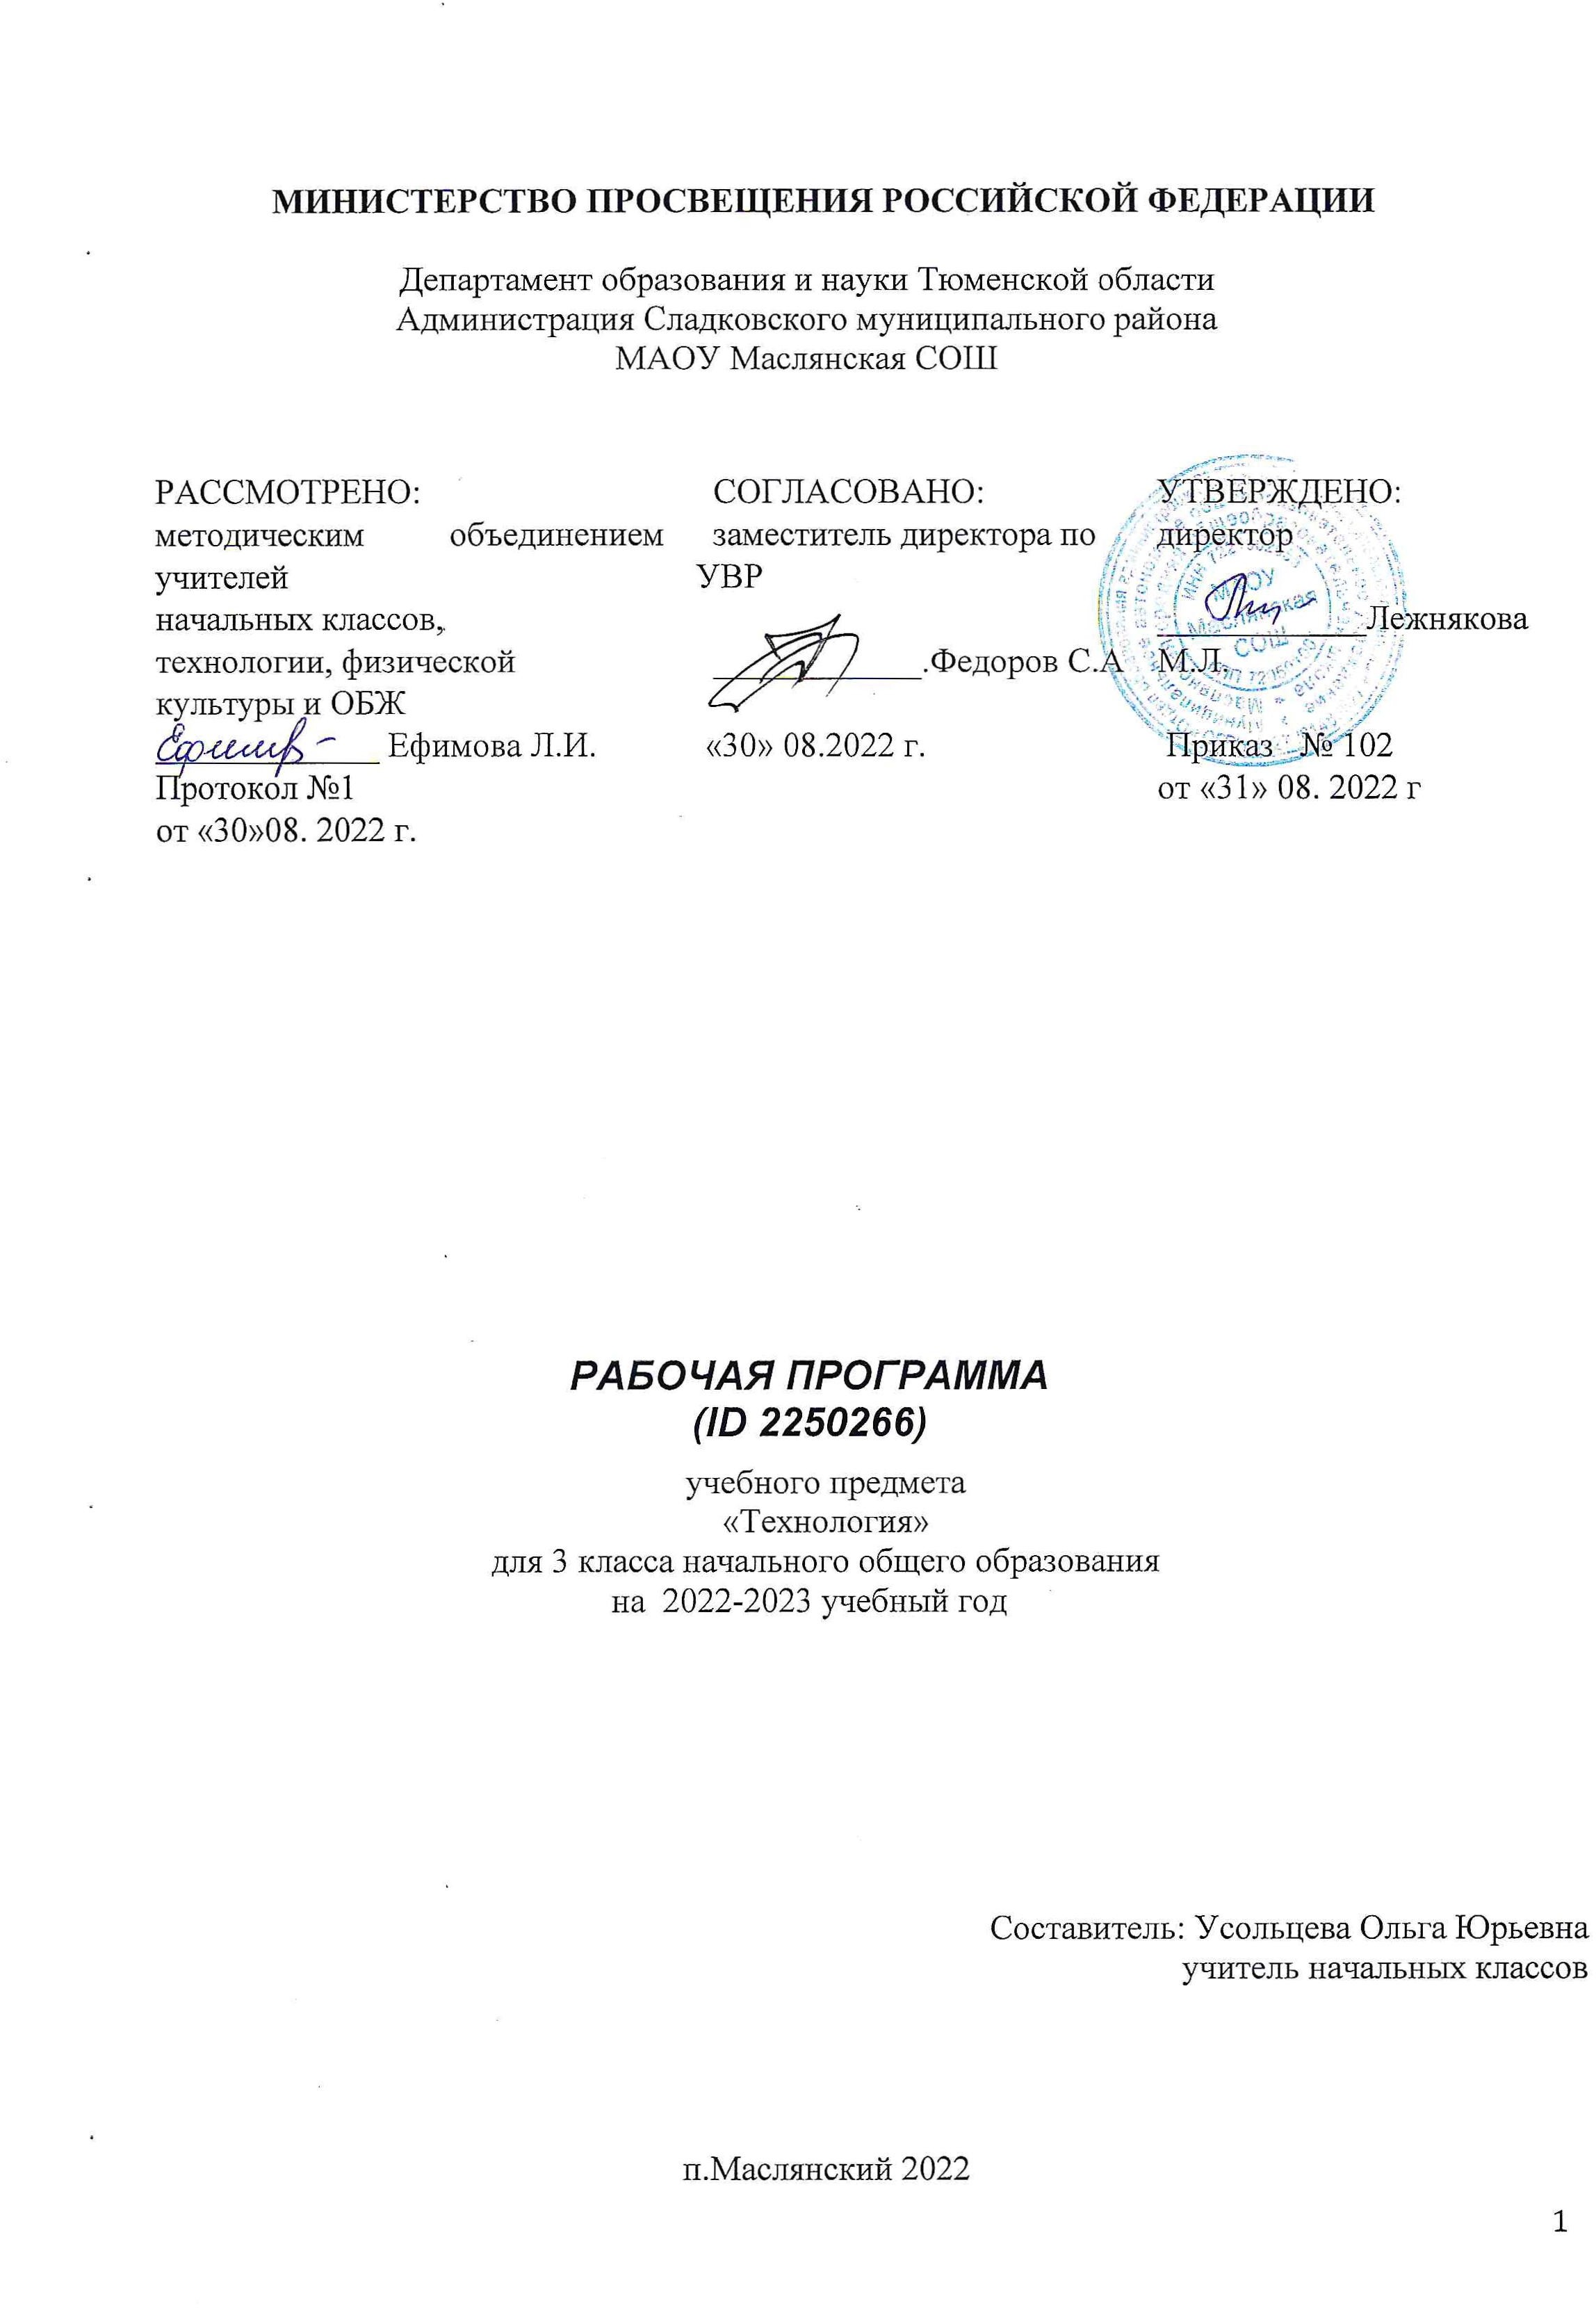 МИНИСТЕРСТВО ПРОСВЕЩЕНИЯ РОССИЙСКОЙ ФЕДЕРАЦИИ
Департамент образования и науки Тюменской области
Администрация Сладковского муниципального района
МАОУ Маслянская СОШ
РАССМОТРЕНО:
методическим объединением
учителей
начальных классов,
технологии, физической
культуры и ОБЖ
Ефимова Л.И.
Протокол №1
от «30»08. 2022 г.
СОГЛАСОВАНО:
заместитель директора по
УВР
.Федоров С.А
«30» 08.2022 г.
УТВЕРЖДЕНО:
директор
Лежнякова
М.Л.
Приказ № 102
от «31» 08. 2022 г
МАОУ
Маслянская
СОШ
РАБОЧАЯ ПРОГРАММА
(ID 2250266)
учебного предмета
«Технология»
для 3 класса начального общего образования
на 2022-2023 учебный год
Составитель: Усольцева Ольга Юрьевна
учитель начальных классов
п.Маслянский 2022
1